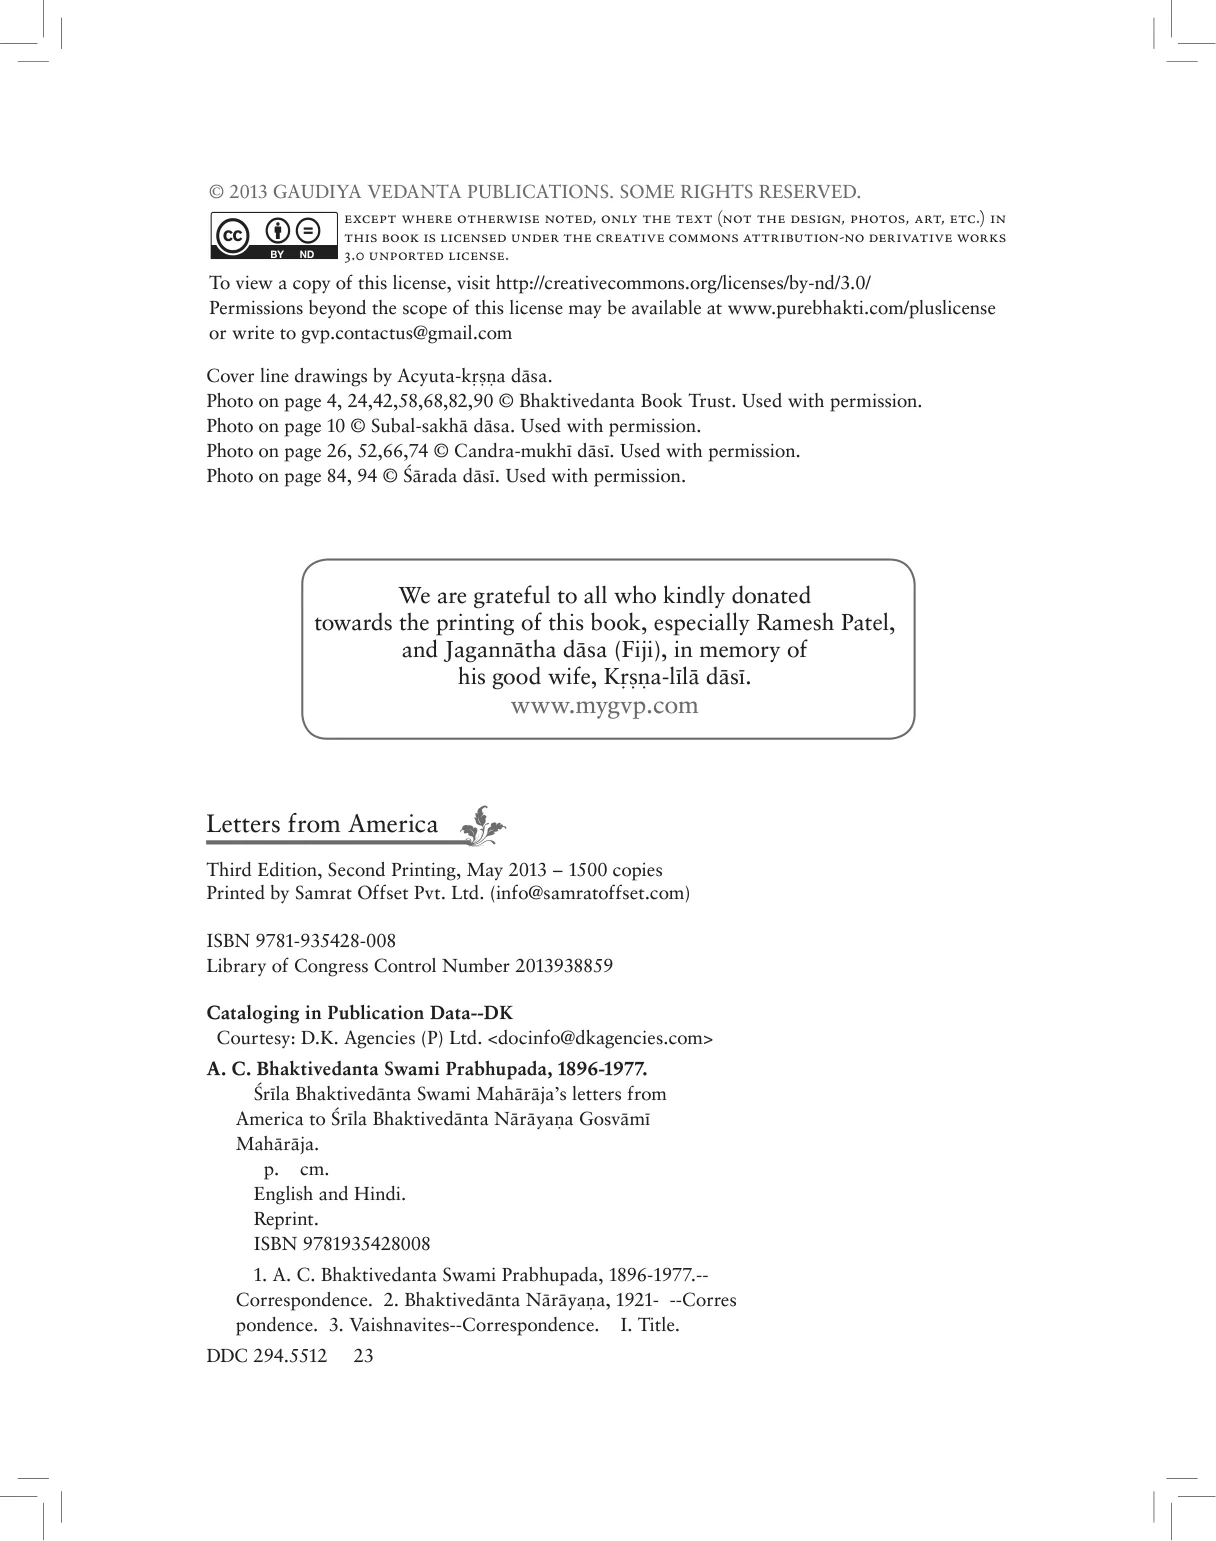 © 2013 GAUDIYA VEDANTA PUBLICATIONS. SOME RIGHTS RESERVED.
cc BY ND
EXCEPT WHERE OTHERWISE NOTED, ONLY THE TEXT (NOT THE DESIGN, PHOTOS, ART, ETC.) IN
THIS BOOK IS LICENSED UNDER THE CREATIVE COMMONS ATTRIBUTION-NO DERIVATIVE WORKS
3.0 UNPORTED LICENSE.
To view a copy of this license, visit http://creativecommons.org/licenses/by-nd/3.0/
Permissions beyond the scope of this license may be available at www.purebhakti.com/pluslicense
or write to gvp.contactus@gmail.com
Cover line drawings by Acyuta-kṛṣṇa dāsa.
Photo on page 4, 24,42,58,68,82,90 © Bhaktivedanta Book Trust. Used with permission.
Photo on page 10 © Subal-sakhā dāsa. Used with permission.
Photo on page 26, 52,66,74 © Candra-mukhī dāsī. Used with permission.
Photo on page 84, 94 © Śārada dāsī. Used with permission.
We are grateful to all who kindly donated
towards the printing of this book, especially Ramesh Patel,
and Jagannātha dāsa (Fiji), in memory of
his good wife, Kṛṣṇa-līlā dāsī.
www.mygvp.com
Letters from America
Third Edition, Second Printing, May 2013 – 1500 copies
Printed by Samrat Offset Pvt. Ltd. (info@samratoffset.com)
ISBN 9781-935428-008
Library of Congress Control Number 2013938859
Cataloging in Publication Data--DK
Courtesy: D.K. Agencies (P) Ltd. <docinfo@dkagencies.com>
A. C. Bhaktivedanta Swami Prabhupada, 1896-1977.
Śrīla Bhaktivedānta Swami Mahārāja’s letters from
America to Śrīla Bhaktivedānta Nārāyaṇa Gosvāmī
Mahārāja.
p. cm.
English and Hindi.
Reprint.
ISBN 9781935428008
1. A. C. Bhaktivedanta Swami Prabhupada, 1896-1977.--
Correspondence. 2. Bhaktivedānta Nārāyaṇa, 1921- --Corres
pondence. 3. Vaishnavites--Correspondence. I. Title.
DDC 294.5512 23